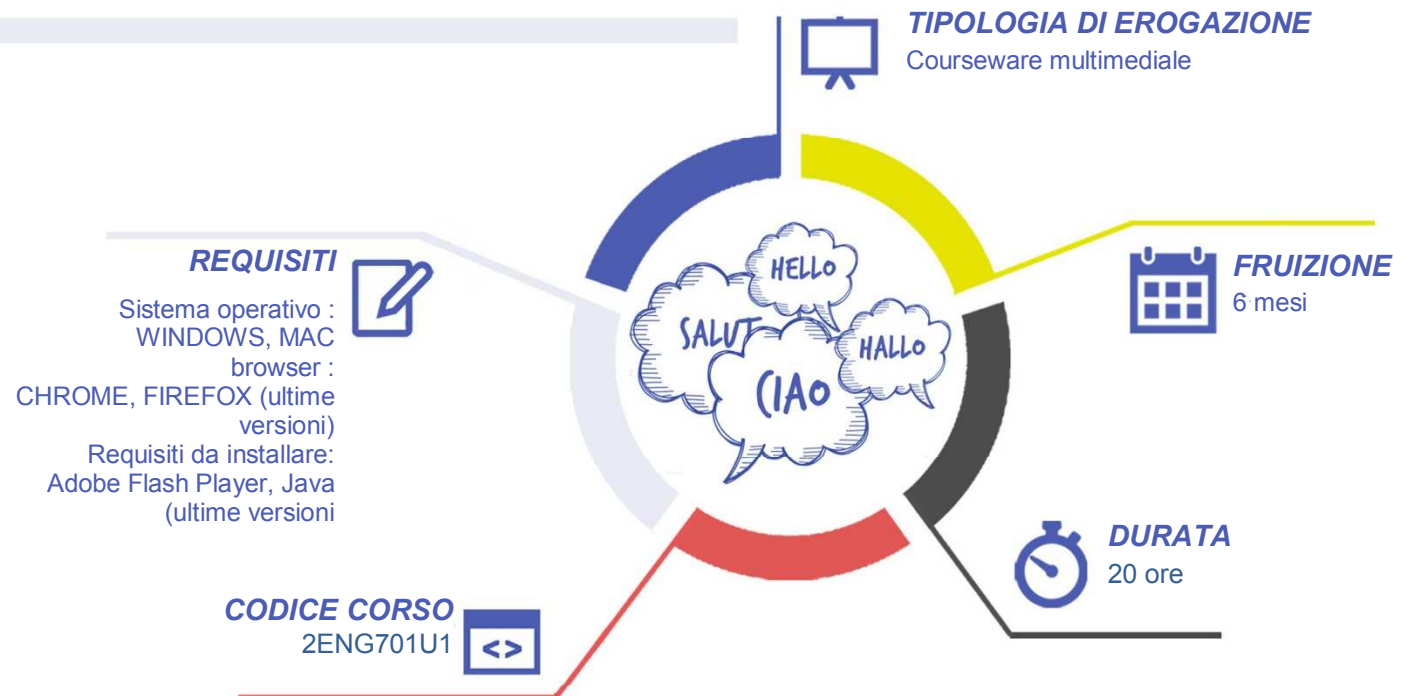 TIPOLOGIA DI EROGAZIONE
Courseware multimediale
REQUISITI
Sistema operativo :
WINDOWS, MAC
browser :
CHROME, FIREFOX (ultime
versioni)
Requisiti da installare:
Adobe Flash Player, Java
(ultime versioni
HELLO
SALUT
HALLO
CIAO
FRUIZIONE
6 mesi
DURATA
20 ore
CODICE CORSO
2ENG701U1
<>